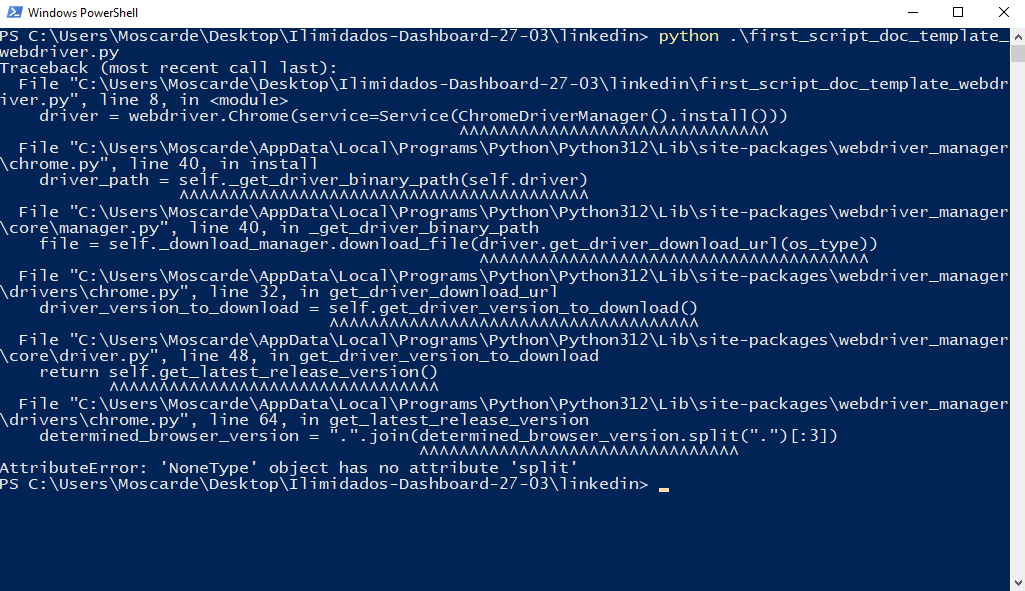 Windows PowerShell
PS C:\Users\Moscarde\Desktop\Ilimidados-Dashboard-27-03\linkedin> python .\first_script_doc_template_
webdriver.py
Traceback (most recent call last):
  File "C:\Users\Moscarde\Desktop\Ilimidados-Dashboard-27-03\linkedin\first_script_doc_template_webdr
iver.py", line 8, in <module>
    driver = webdriver.Chrome(service=Service(ChromeDriverManager().install()))
                                              ^^^^^^^^^^^^^^^^^^^^^^^^^^^^^^^
  File "C:\Users\Moscarde\AppData\Local\Programs\Python\Python312\Lib\site-packages\webdriver_manager
\chrome.py", line 40, in install
    driver_path = self._get_driver_binary_path(self.driver)
                  ^^^^^^^^^^^^^^^^^^^^^^^^^^^^^^^^^^^^^^^^^
  File "C:\Users\Moscarde\AppData\Local\Programs\Python\Python312\Lib\site-packages\webdriver_manager
\core\manager.py", line 40, in _get_driver_binary_path
    file = self._download_manager.download_file(driver.get_driver_download_url(os_type))
                                                ^^^^^^^^^^^^^^^^^^^^^^^^^^^^^^^^^^^^^^^
  File "C:\Users\Moscarde\AppData\Local\Programs\Python\Python312\Lib\site-packages\webdriver_manager
\drivers\chrome.py", line 32, in get_driver_download_url
    driver_version_to_download = self.get_driver_version_to_download()
                                 ^^^^^^^^^^^^^^^^^^^^^^^^^^^^^^^^^^^^^
  File "C:\Users\Moscarde\AppData\Local\Programs\Python\Python312\Lib\site-packages\webdriver_manager
\core\driver.py", line 48, in get_driver_version_to_download
    return self.get_latest_release_version()
           ^^^^^^^^^^^^^^^^^^^^^^^^^^^^^^^^^
  File "C:\Users\Moscarde\AppData\Local\Programs\Python\Python312\Lib\site-packages\webdriver_manager
\drivers\chrome.py", line 64, in get_latest_release_version
    determined_browser_version = ".".join(determined_browser_version.split(".")[:3])
                                          ^^^^^^^^^^^^^^^^^^^^^^^^^^^^^^^^
AttributeError: 'NoneType' object has no attribute 'split'
PS C:\Users\Moscarde\Desktop\Ilimidados-Dashboard-27-03\linkedin>